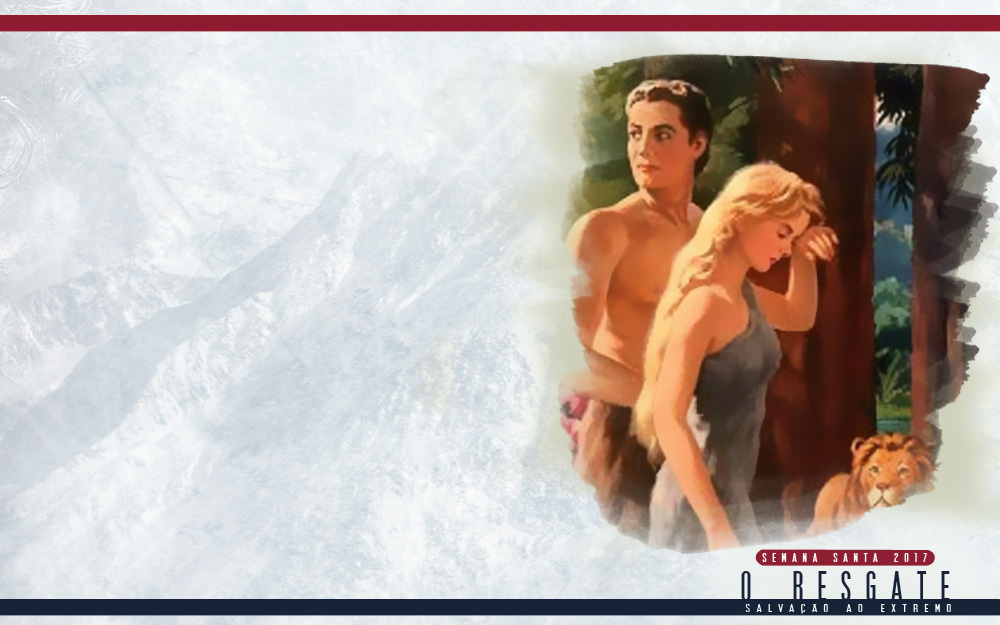 SEMANA SANTA 2017
O RESGATE
SALVAÇÃO AO EXTREMO